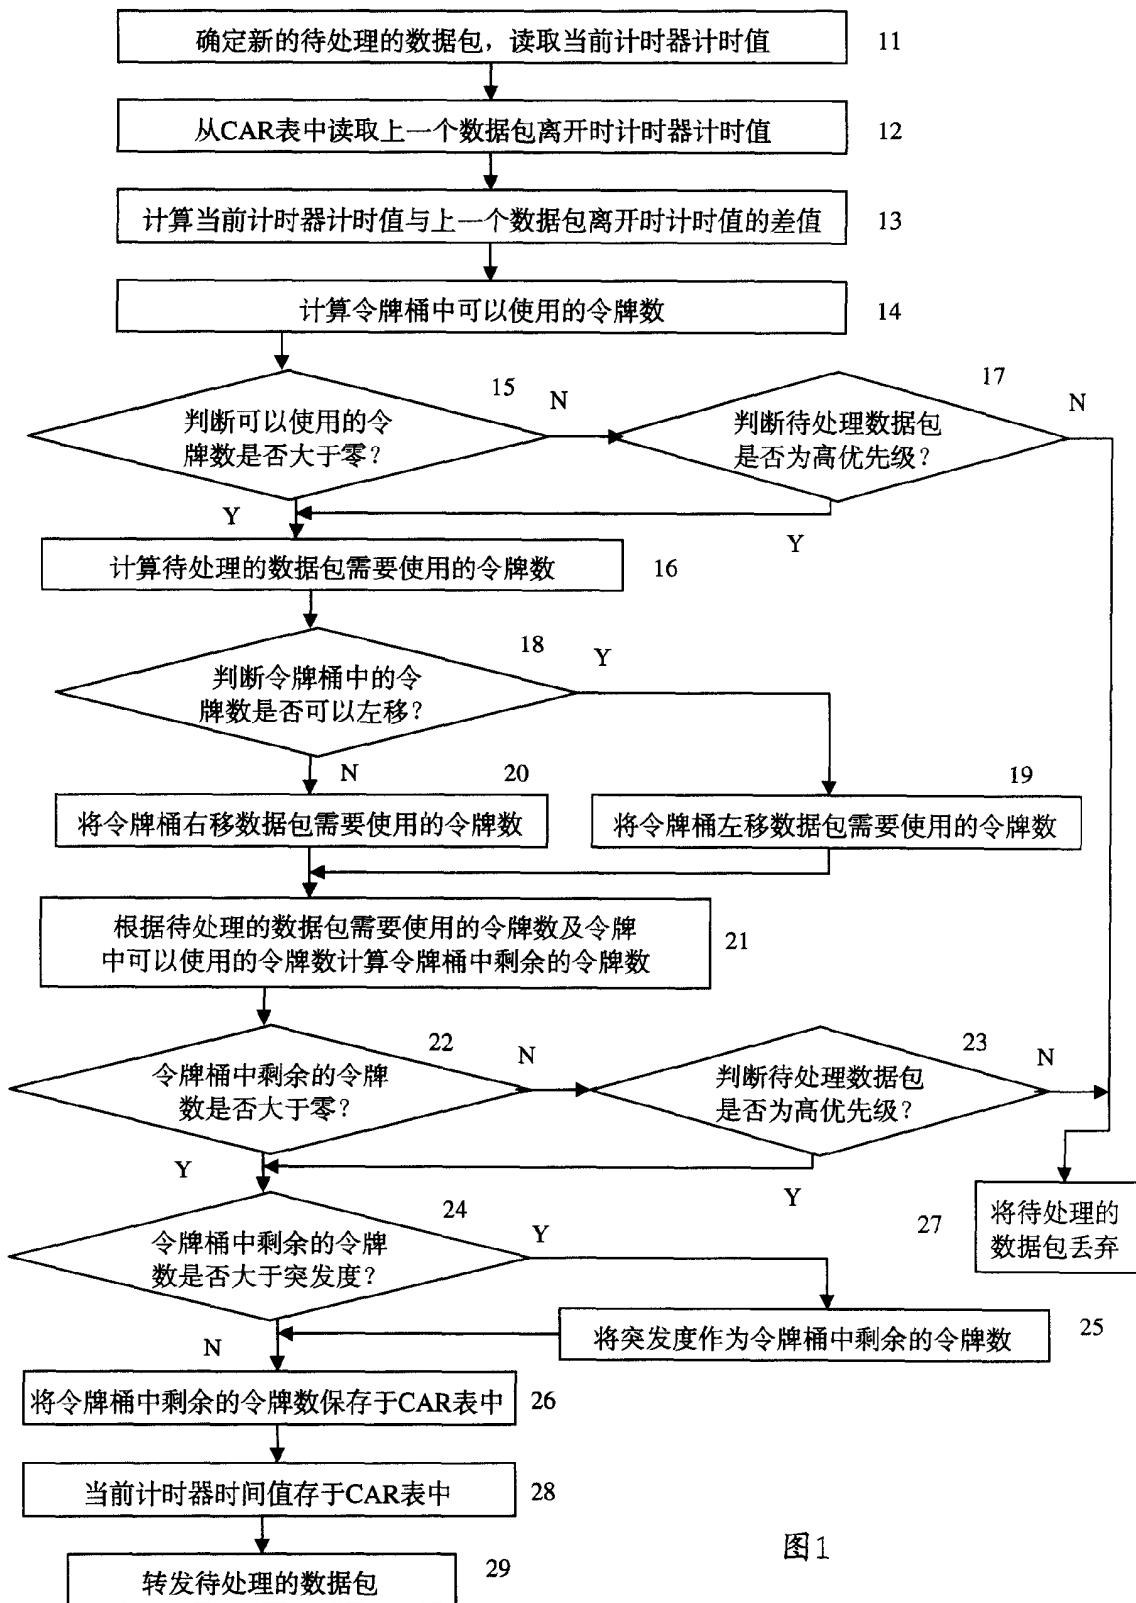 确定新的待处理的数据包，读取当前计时器计时值 11
从CAR表中读取上一个数据包离开时计时器计时值 12
计算当前计时器计时值与上一个数据包离开时计时值的差值 13
计算令牌桶中可以使用的令牌数 14
15
判断可以使用的令
牌数是否大于零？
N
17
判断待处理数据包
是否为高优先级？
N
Y
Y
计算待处理的数据包需要使用的令牌数 16
18
判断令牌桶中的令
牌数是否可以左移？
Y
N
20
19
将令牌桶右移数据包需要使用的令牌数
将令牌桶左移数据包需要使用的令牌数
根据待处理的数据包需要使用的令牌数及令牌
中可以使用的令牌数计算令牌桶中剩余的令牌数
21
22
令牌桶中剩余的令牌
数是否大于零？
N
23
判断待处理数据包
是否为高优先级？
N
Y
Y
27
将待处理的
数据包丢弃
24
令牌桶中剩余的令牌
数是否大于突发度？
Y
N
将突发度作为令牌桶中剩余的令牌数 25
将令牌桶中剩余的令牌数保存于CAR表中 26
当前计时器时间值存于CAR表中 28
转发待处理的数据包 29
图1